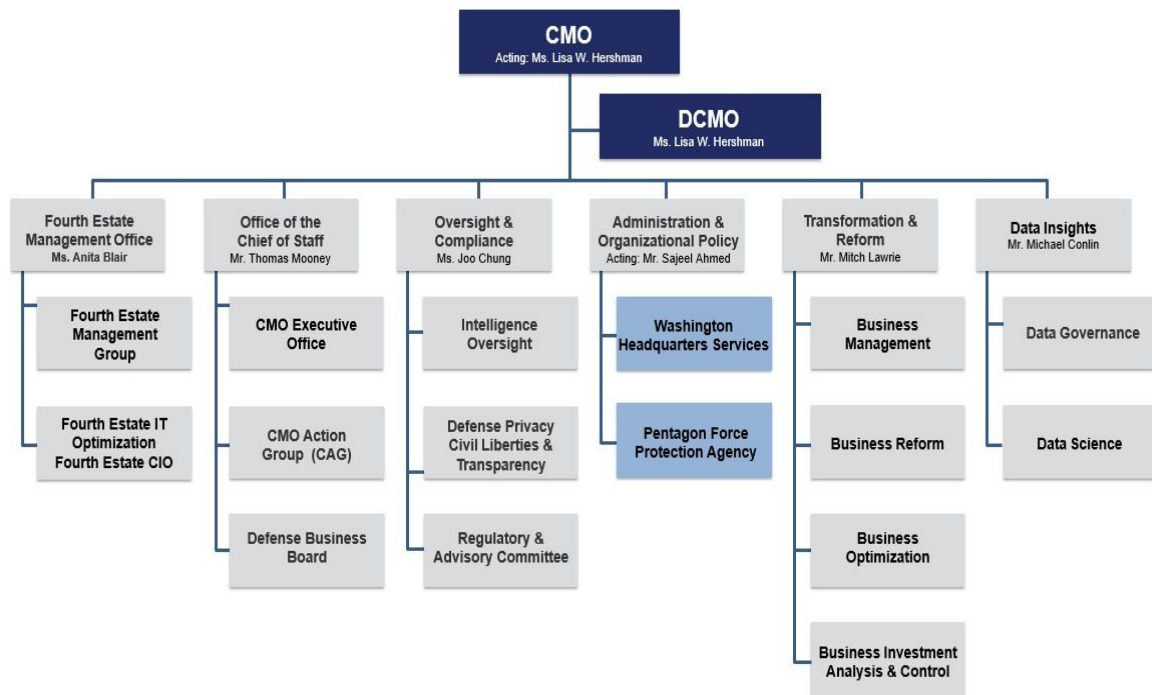 CMO
Acting: Ms. Lisa W. Hershman
DCMO
Ms. Lisa W. Hershman
Fourth Estate
Management Office
Ms. Anita Blair
Office of the
Chief of Staff
Mr. Thomas Mooney
Oversight &
Compliance
Ms. Joo Chung
Administration &
Organizational Policy
Acting: Mr. Sajeel Ahmed
Transformation &
Reform
Mr. Mitch Lawrie
Data Insights
Mr. Michael Conlin
Fourth Estate
Management
Group
CMO Executive
Office
Intelligence
Oversight
Washington
Headquarters Services
Business
Management
Data Governance
Fourth Estate IT
Optimization
Fourth Estate CIO
CMO Action
Group (CAG)
Defense Privacy
Civil Liberties &
Transparency
Pentagon Force
Protection Agency
Business Reform
Data Science
Defense Business
Board
Regulatory &
Advisory Committee
Business
Optimization
Business Investment
Analysis & Control